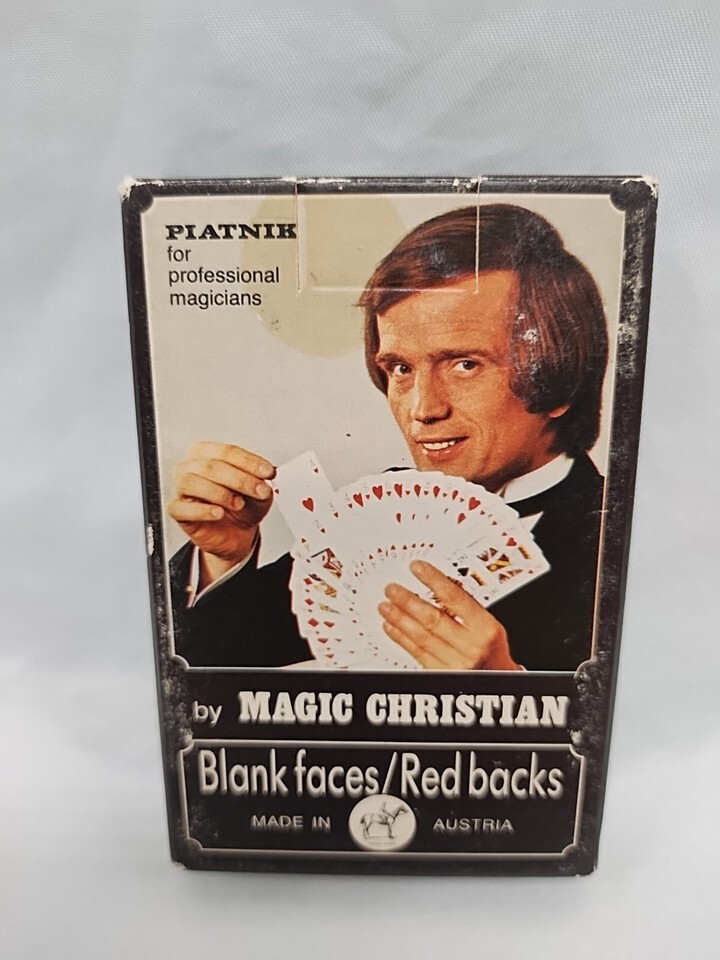 PIATNIK
for
professional
magicians
by MAGIC CHRISTIAN
Blank faces/Red backs
MADE IN AUSTRIA